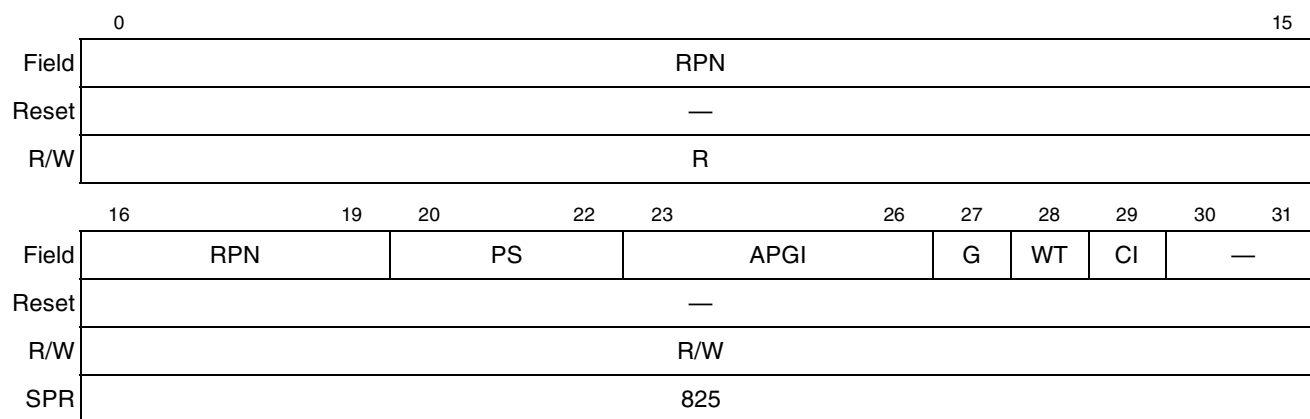 0 15
Field RPN
Reset —
R/W R
16 19 20 22 23 26 27 28 29 30 31
Field RPN PS APGI G WT CI —
Reset —
R/W R/W
SPR 825